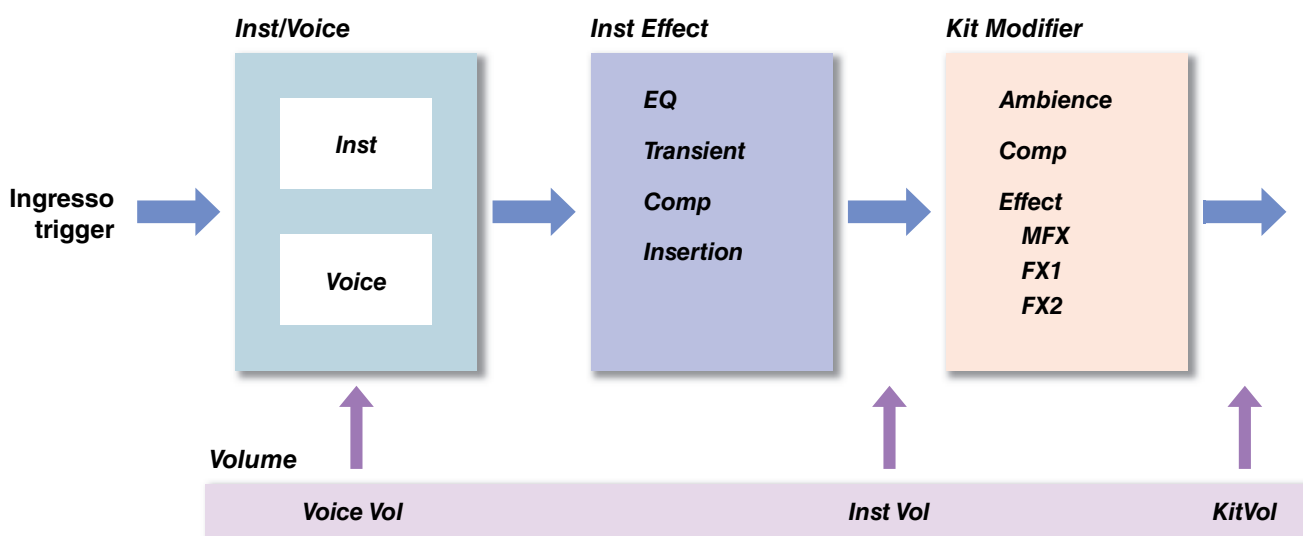 Inst/Voice
Inst Effect
Kit Modifier
Ingresso
trigger
Inst
Voice
EQ
Transient
Comp
Insertion
Ambience
Comp
Effect
MFX
FX1
FX2
Volume
Voice Vol
Inst Vol
KitVol